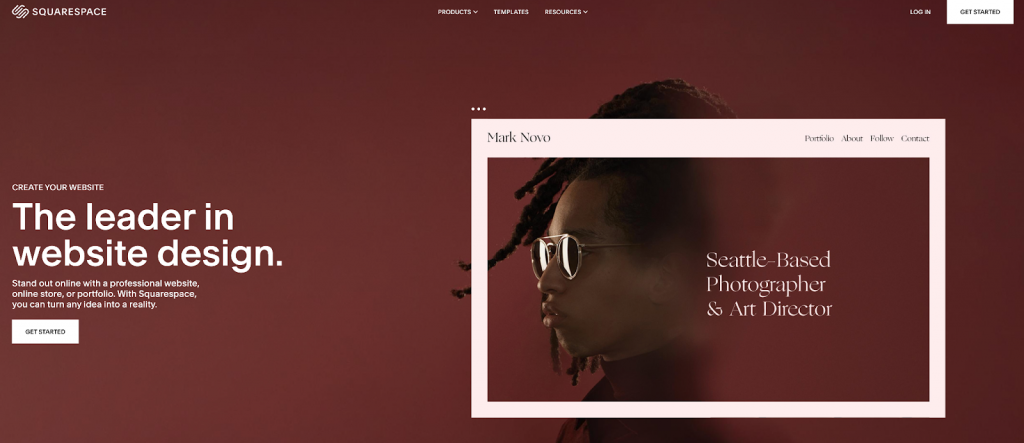 SQUARESPACE
PRODUCTS
TEMPLATES
RESOURCES
LOG IN
GET STARTED
Mark Novo
Portfolio About Follow Contact
CREATE YOUR WEBSITE
The leader in
website design.
Stand out online with a professional website,
online store, or portfolio. With Squarespace,
you can turn any idea into a reality.
GET STARTED
Seattle-Based
Photographer
& Art Director